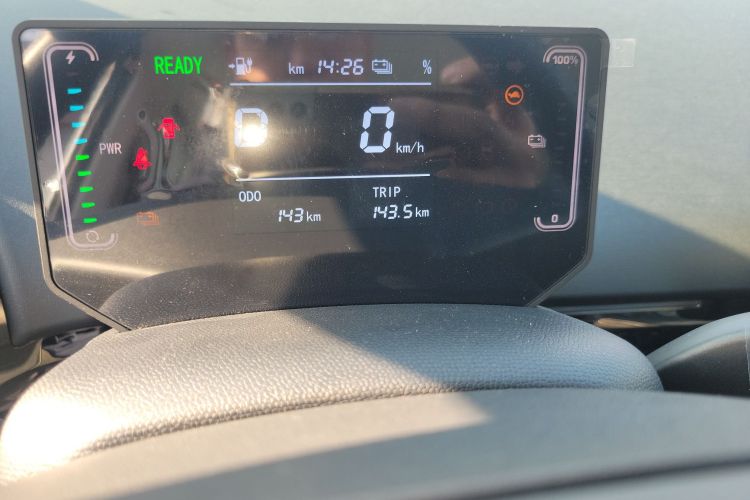 READY km 14:26 % 100%
0 km/h
PWR
ODO TRIP
143 km 143.5 km
0